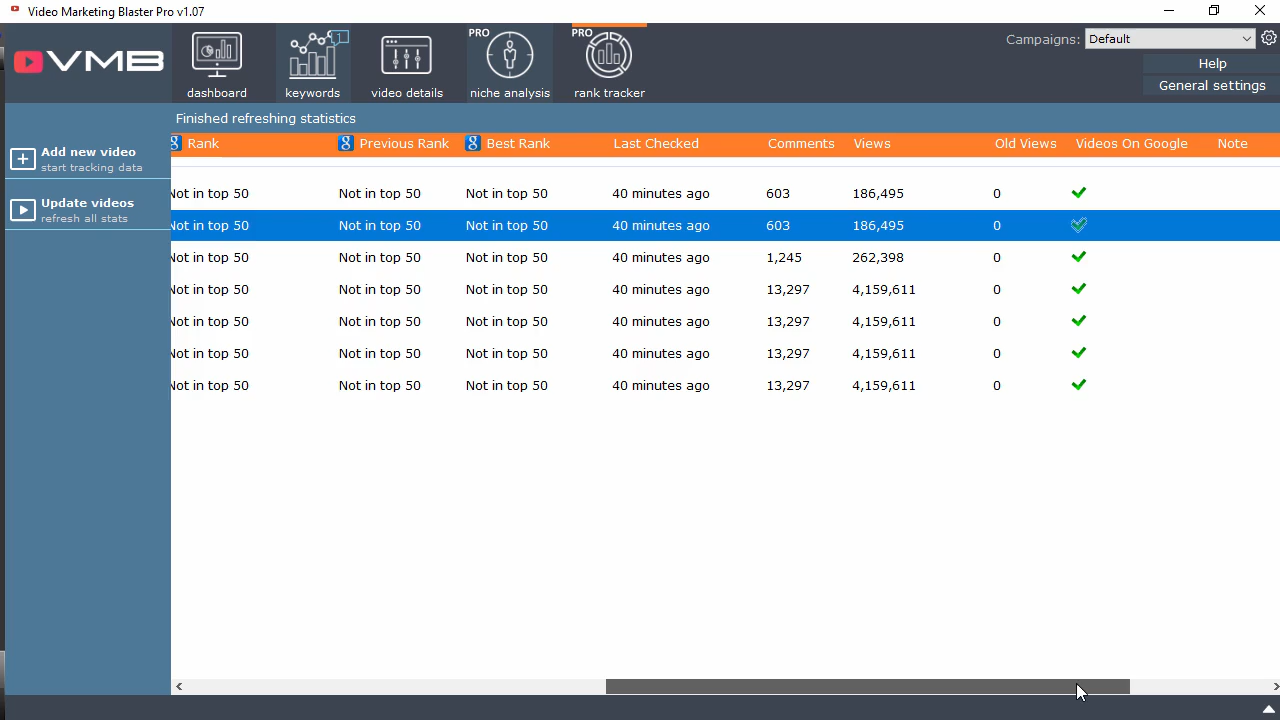 Video Marketing Blaster Pro v1.07
VMB
dashboard
1
keywords
video details
PRO
niche analysis
PRO
rank tracker
Campaigns: Default
Help
General settings
Finished refreshing statistics
Add new video
start tracking data
Update videos
refresh all stats
Rank Previous Rank Best Rank Last Checked Comments Views Old Views Videos On Google Note
Not in top 50 Not in top 50 Not in top 50 40 minutes ago 603 186,495 0
Not in top 50 Not in top 50 Not in top 50 40 minutes ago 603 186,495 0
Not in top 50 Not in top 50 Not in top 50 40 minutes ago 1,245 262,398 0
Not in top 50 Not in top 50 Not in top 50 40 minutes ago 13,297 4,159,611 0
Not in top 50 Not in top 50 Not in top 50 40 minutes ago 13,297 4,159,611 0
Not in top 50 Not in top 50 Not in top 50 40 minutes ago 13,297 4,159,611 0
Not in top 50 Not in top 50 Not in top 50 40 minutes ago 13,297 4,159,611 0